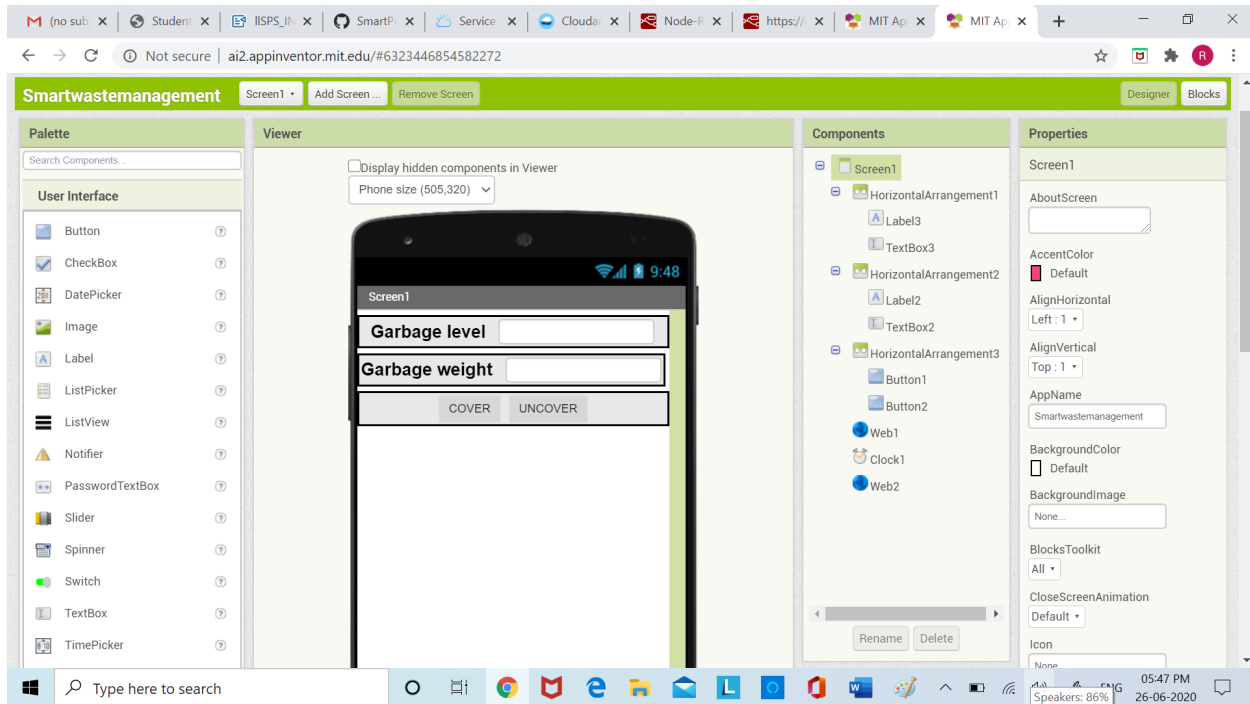 (no sub
Student
IISPS_IN
SmartP
Service
Cloudan
Node-R
https://
MIT Ap
MIT Ap
Not secure | ai2.appinventor.mit.edu/#6323446854582272
R
Smartwastemanagement
Screen1
Add Screen ...
Remove Screen
Designer
Blocks
Palette
Search Components...
User Interface
Button
CheckBox
DatePicker
Image
Label
ListPicker
ListView
Notifier
PasswordTextBox
Slider
Spinner
Switch
TextBox
TimePicker
Viewer
Display hidden components in Viewer
Phone size (505,320)
9:48
Screen1
Garbage level
Garbage weight
COVER UNCOVER
Components
Screen1
HorizontalArrangement1
Label3
TextBox3
HorizontalArrangement2
Label2
TextBox2
HorizontalArrangement3
Button1
Button2
Web1
Clock1
Web2
Rename Delete
Properties
Screen1
AboutScreen
AccentColor
Default
AlignHorizontal
Left : 1
AlignVertical
Top : 1
AppName
Smartwastemanagement
BackgroundColor
Default
BackgroundImage
None...
BlocksToolkit
All
CloseScreenAnimation
Default
Icon
None
Type here to search
Speakers: 86%
05:47 PM
26-06-2020